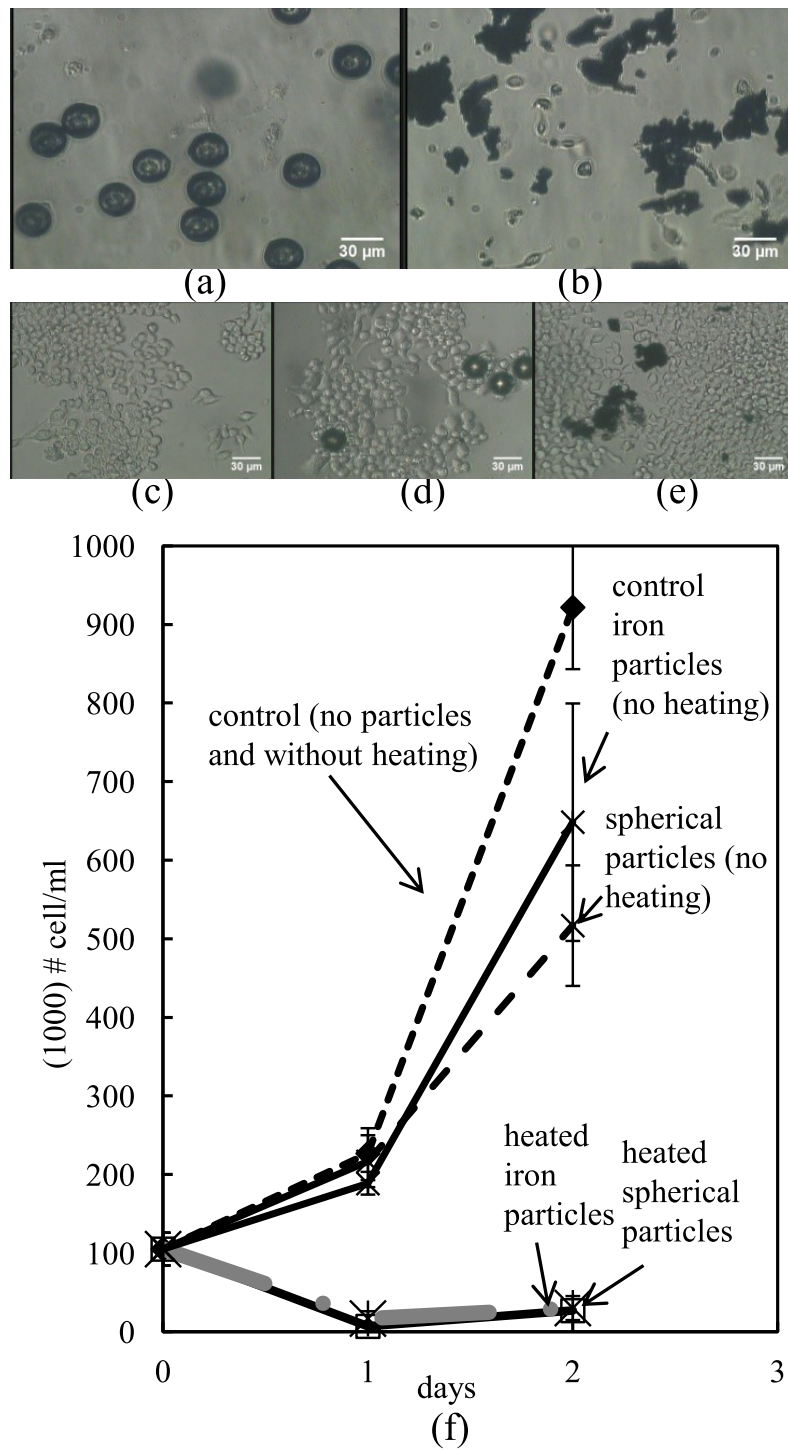 30 μm
30 μm
(a)
(b)
30 μm
30 μm
30 μm
(c)
(d)
(e)
1000
900
800
700
600
500
400
300
200
100
0
(1000) # cell/ml
control (no particles
and without heating)
control
iron
particles
(no heating)
spherical
particles (no
heating)
heated
iron
particles
heated
spherical
particles
0
1
2
3
days
(f)